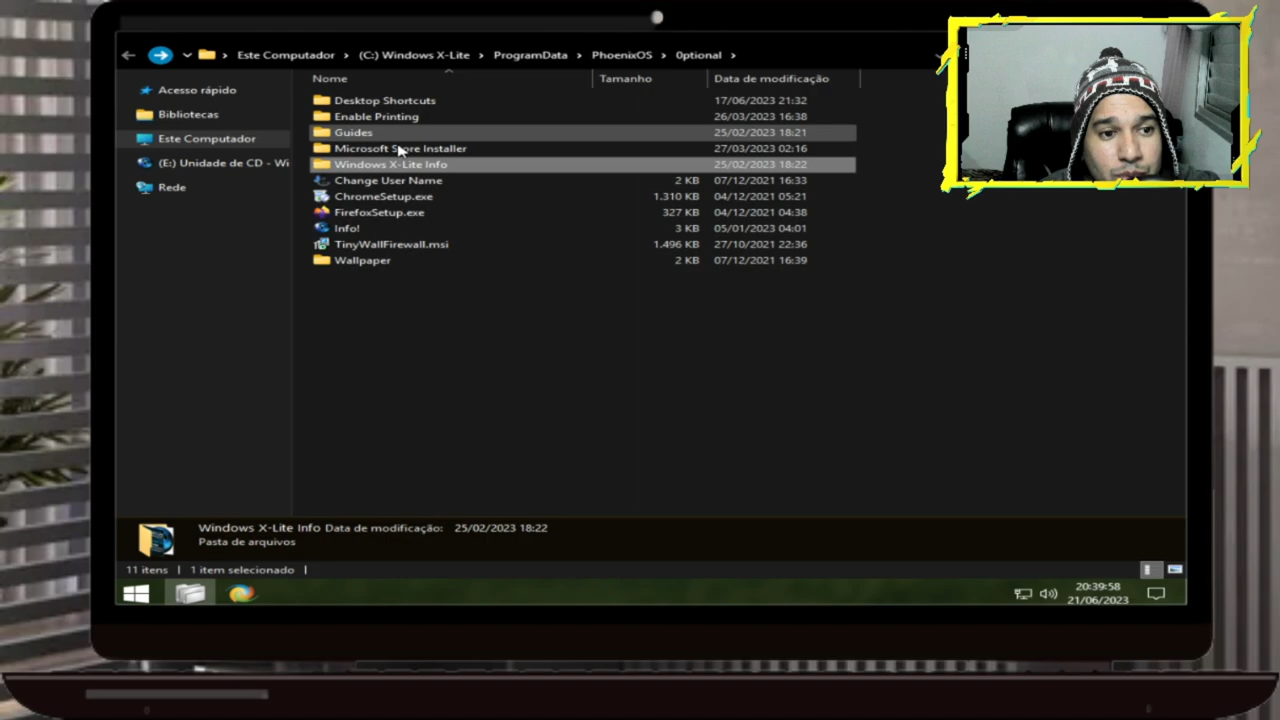 Este Computador > (C:) Windows X-Lite > ProgramData > PhoenixOS > 0ptional >
Nome Tamanho Data de modificação
Acesso rápido
Bibliotecas
Este Computador
(E:) Unidade de CD - Wi
Rede
Desktop Shortcuts 17/06/2023 21:32
Enable Printing 26/03/2023 16:38
Guides 25/02/2023 18:21
Microsoft Store Installer 27/03/2023 02:16
Windows X-Lite Info 25/02/2023 18:22
Change User Name 2 KB 07/12/2021 16:33
ChromeSetup.exe 1.310 KB 04/12/2021 05:21
FirefoxSetup.exe 327 KB 04/12/2021 04:38
Info! 3 KB 05/01/2023 04:01
TinyWallFirewall.msi 1.496 KB 27/10/2021 22:36
Wallpaper 2 KB 07/12/2021 16:39
Windows X-Lite Info Data de modificação: 25/02/2023 18:22
Pasta de arquivos
11 itens | 1 item selecionado |
20:39:58
21/06/2023